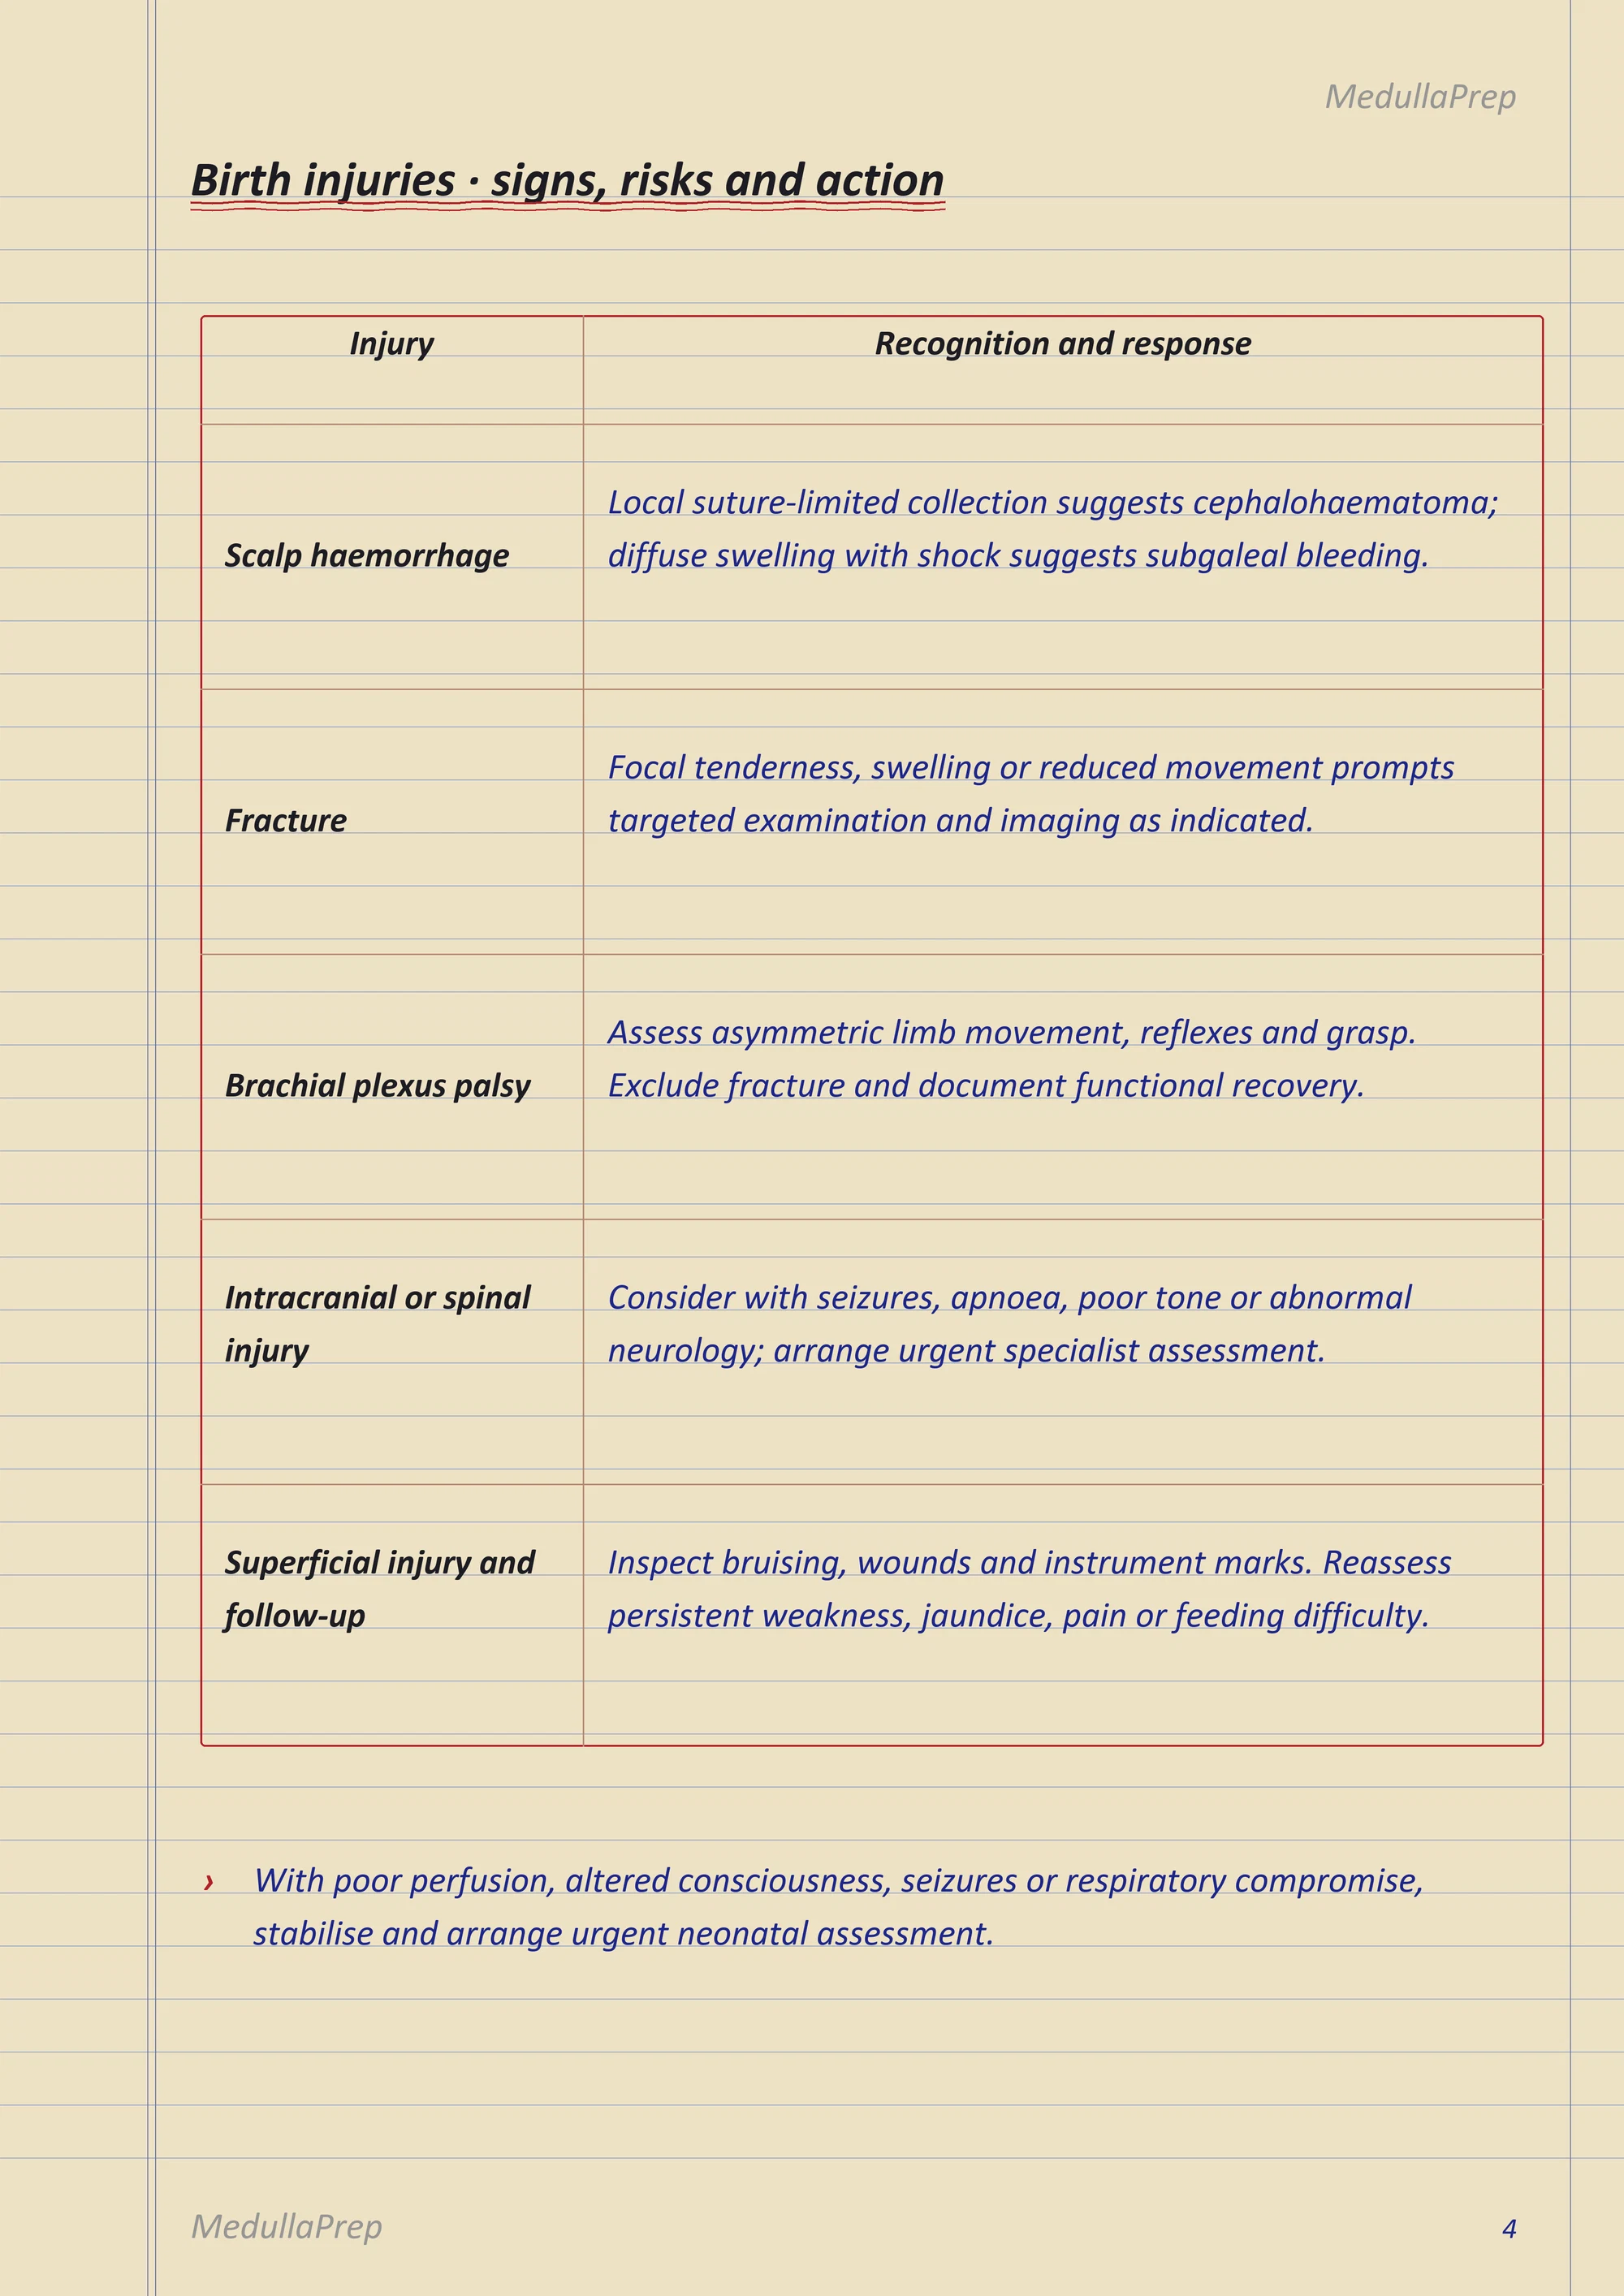 MedullaPrep
Birth injuries · signs, risks and action
Injury
Recognition and response
Scalp haemorrhage
Local suture-limited collection suggests cephalohaematoma;
diffuse swelling with shock suggests subgaleal bleeding.
Fracture
Focal tenderness, swelling or reduced movement prompts
targeted examination and imaging as indicated.
Brachial plexus palsy
Assess asymmetric limb movement, reflexes and grasp.
Exclude fracture and document functional recovery.
Intracranial or spinal
injury
Consider with seizures, apnoea, poor tone or abnormal
neurology; arrange urgent specialist assessment.
Superficial injury and
follow-up
Inspect bruising, wounds and instrument marks. Reassess
persistent weakness, jaundice, pain or feeding difficulty.
› With poor perfusion, altered consciousness, seizures or respiratory compromise,
stabilise and arrange urgent neonatal assessment.
MedullaPrep
4